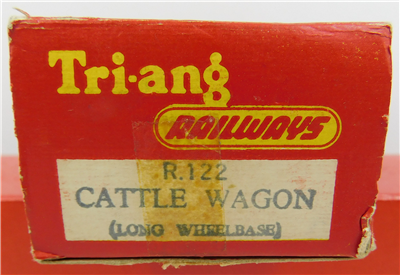 Tri-ang
RAILWAYS
R.122
CATTLE WAGON
(LONG WHEELBASE)